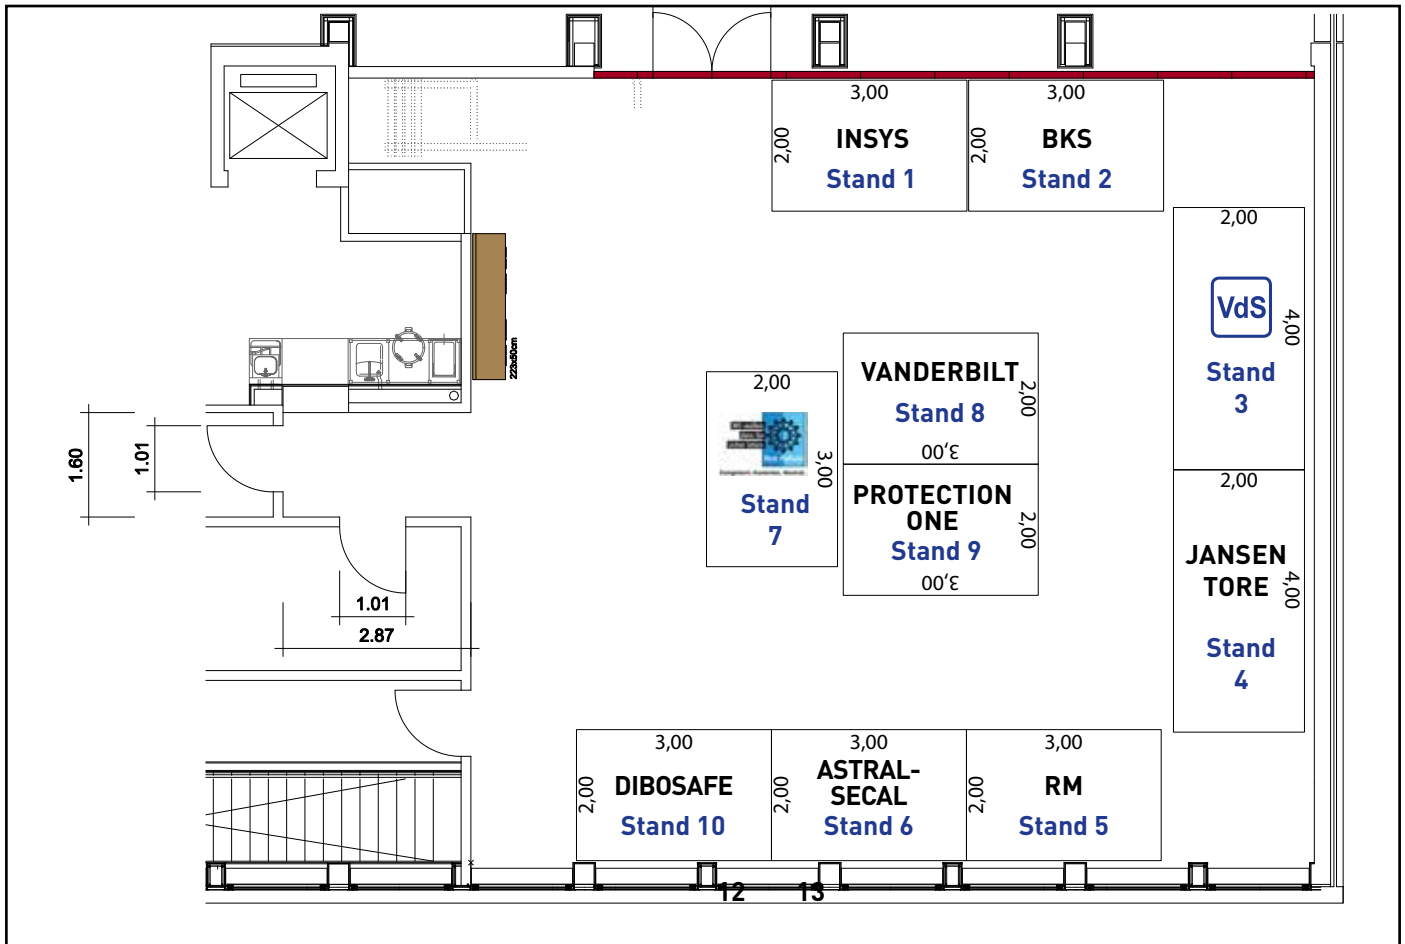 3,00
3,00
2,00
INSYS
2,00
BKS
Stand 1
Stand 2
2,00
VdS
4,00
Stand
3
223x50cm
VANDERBILT
2,00
Stand 8
3,00
2,00
3,00
Stand
7
PROTECTION
ONE
2,00
Stand 9
3,00
2,00
JANSEN
TORE
4,00
Stand
4
1.60
1.01
1.01
2.87
3,00
3,00
3,00
2,00
DIBOSAFE
2,00
ASTRAL-
SECAL
2,00
RM
Stand 10
Stand 6
Stand 5
12
13